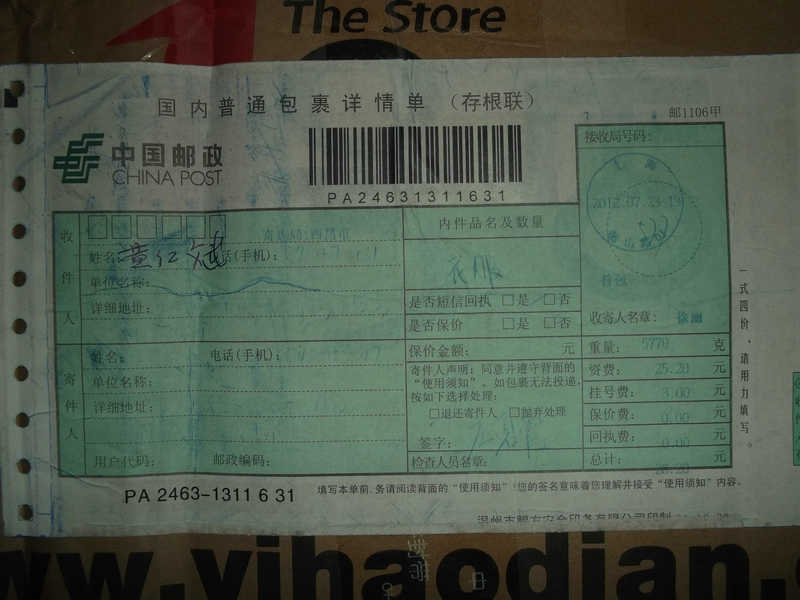 The Store
国内普通包裹详情单 (存根联)
邮1106甲
中国邮政
CHINA POST
PA24631311631
接收局号码:
2012.07.23
收件人
姓名: 电话(手机):
单位名称:
详细地址:
内件品名及数量
衣服
是否短信回执 □是 □否
是否保价 □是 □否
保价金额: 元
收寄人名章:
重量: 5770 克
资费: 25.20 元
挂号费: 3.00 元
保价费: 0.00 元
回执费: 0.00 元
总计: 元
寄件人
姓名: 电话(手机):
单位名称:
详细地址:
用户代码: 邮政编码:
寄件人声明: 同意并遵守背面的
“使用须知”。如包裹无法投递,
按如下选择处理:
□退还寄件人 □抛弃处理
签字:
检查人员名章:
一式四份,请用力填写。
PA 2463-1311 6 31
填写本单前,务请阅读背面的“使用须知”!您的签名意味着您理解并接受“使用须知”内容。
www.yihaodian.c